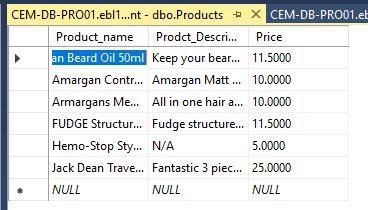 CEM-DB-PRO01.ebl1...nt - dbo.Products CEM-DB-PRO01.eb
Product_name Prodct_Descri... Price
an Beard Oil 50ml Keep your bear... 11.5000
Amargan Contr... Amargan Matt ... 10.0000
Armargans Me... All in one hair a... 10.0000
FUDGE Structur... Fudge structure... 11.5000
Hemo-Stop Sty... N/A 5.0000
Jack Dean Trave... Fantastic 3 piec... 25.0000
NULL NULL NULL